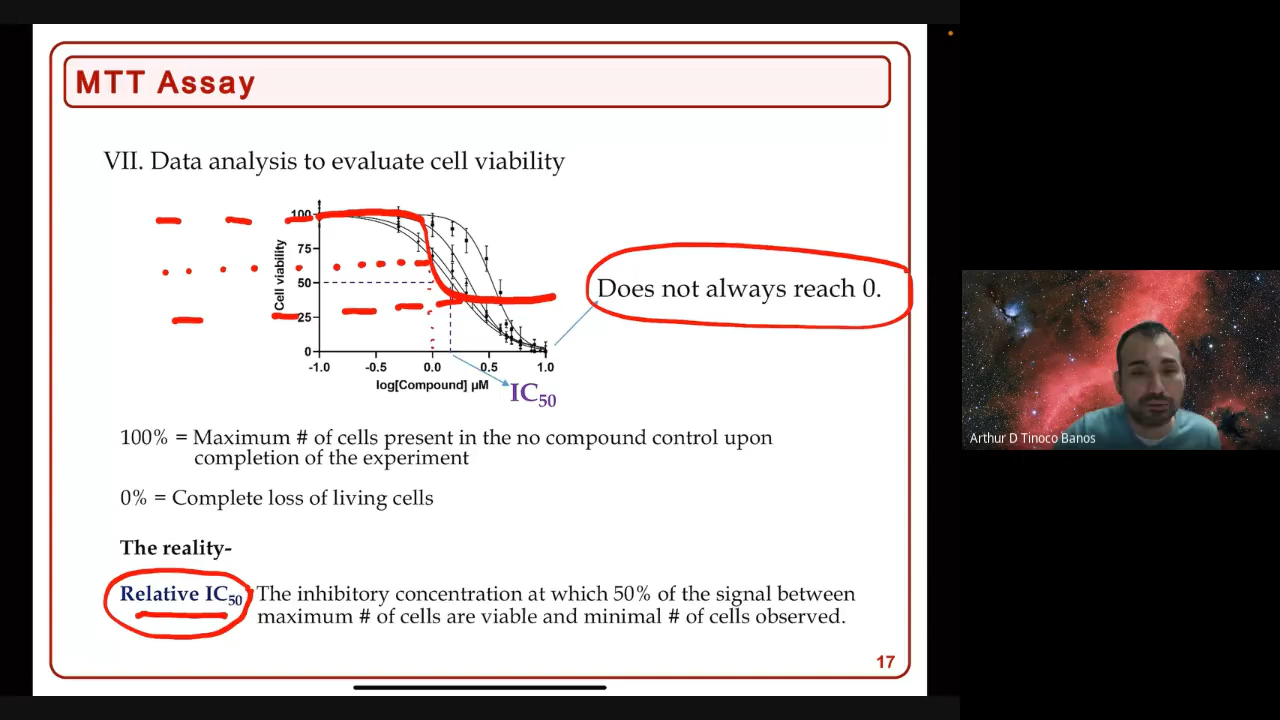 MTT Assay
VII. Data analysis to evaluate cell viability
100
75
50
25
0
Cell viability
-1.0 -0.5 0.0 0.5 1.0
log[Compound] µM
IC50
Does not always reach 0.
100% = Maximum # of cells present in the no compound control upon
completion of the experiment
0% = Complete loss of living cells
The reality-
Relative IC50 The inhibitory concentration at which 50% of the signal between
maximum # of cells are viable and minimal # of cells observed.
17
Arthur D Tinoco Banos